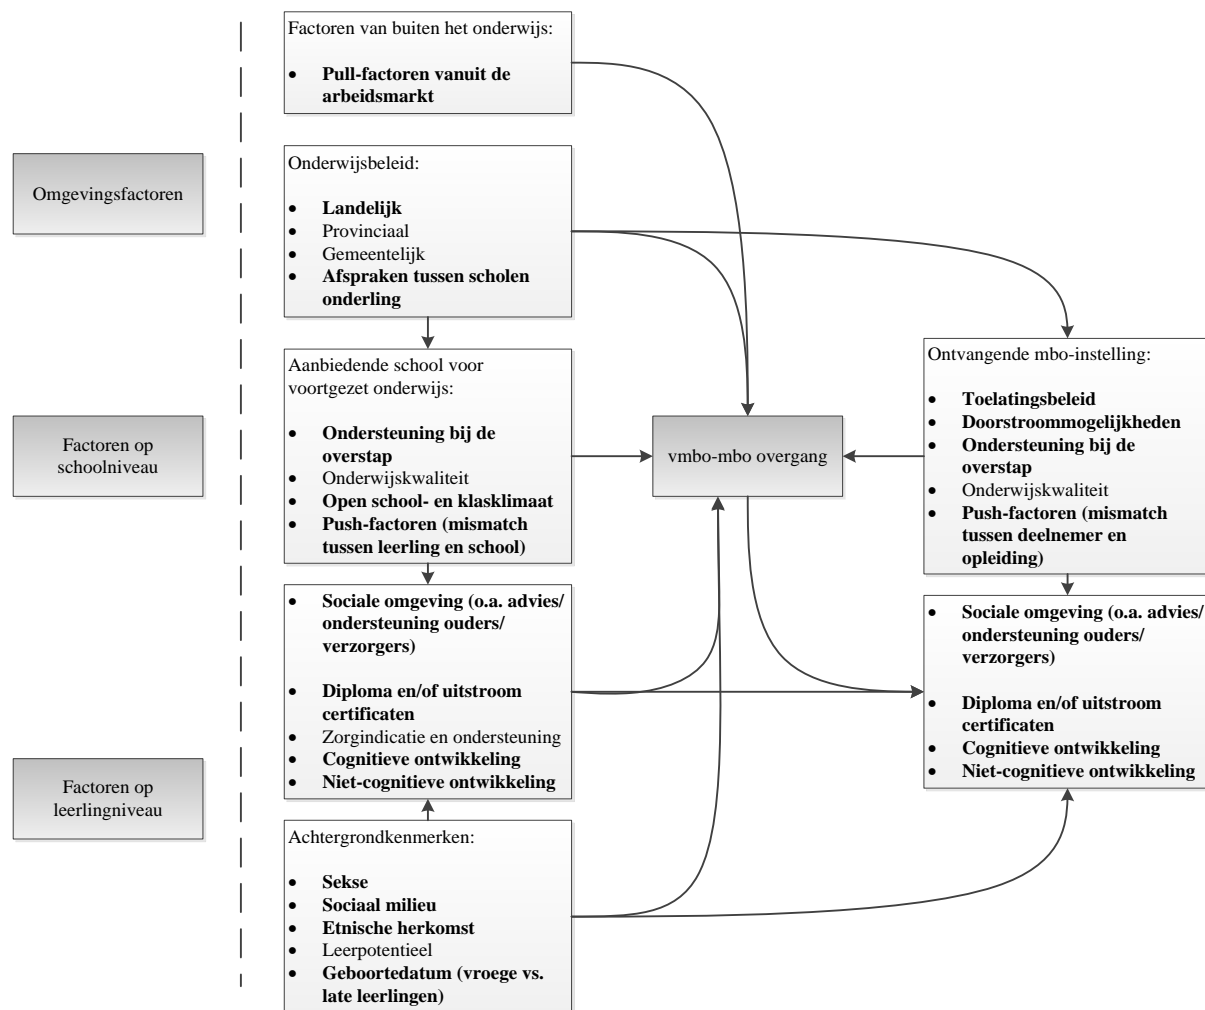 Omgevingsfactoren
Factoren op
schoolniveau
Factoren op
leerlingniveau
Factoren van buiten het onderwijs:
• Pull-factoren vanuit de
arbeidsmarkt
Onderwijsbeleid:
• Landelijk
• Provinciaal
• Gemeentelijk
• Afspraken tussen scholen
onderling
Aanbiedende school voor
voortgezet onderwijs:
• Ondersteuning bij de
overstap
• Onderwijskwaliteit
• Open school- en klasklimaat
• Push-factoren (mismatch
tussen leerling en school)
• Sociale omgeving (o.a. advies/
ondersteuning ouders/
verzorgers)
• Diploma en/of uitstroom
certificaten
• Zorgindicatie en ondersteuning
• Cognitieve ontwikkeling
• Niet-cognitieve ontwikkeling
Achtergrondkenmerken:
• Sekse
• Sociaal milieu
• Etnische herkomst
• Leerpotentieel
• Geboortedatum (vroege vs.
late leerlingen)
vmbo-mbo overgang
Ontvangende mbo-instelling:
• Toelatingsbeleid
• Doorstroommogelijkheden
• Ondersteuning bij de
overstap
• Onderwijskwaliteit
• Push-factoren (mismatch
tussen deelnemer en
opleiding)
• Sociale omgeving (o.a. advies/
ondersteuning ouders/
verzorgers)
• Diploma en/of uitstroom
certificaten
• Cognitieve ontwikkeling
• Niet-cognitieve ontwikkeling